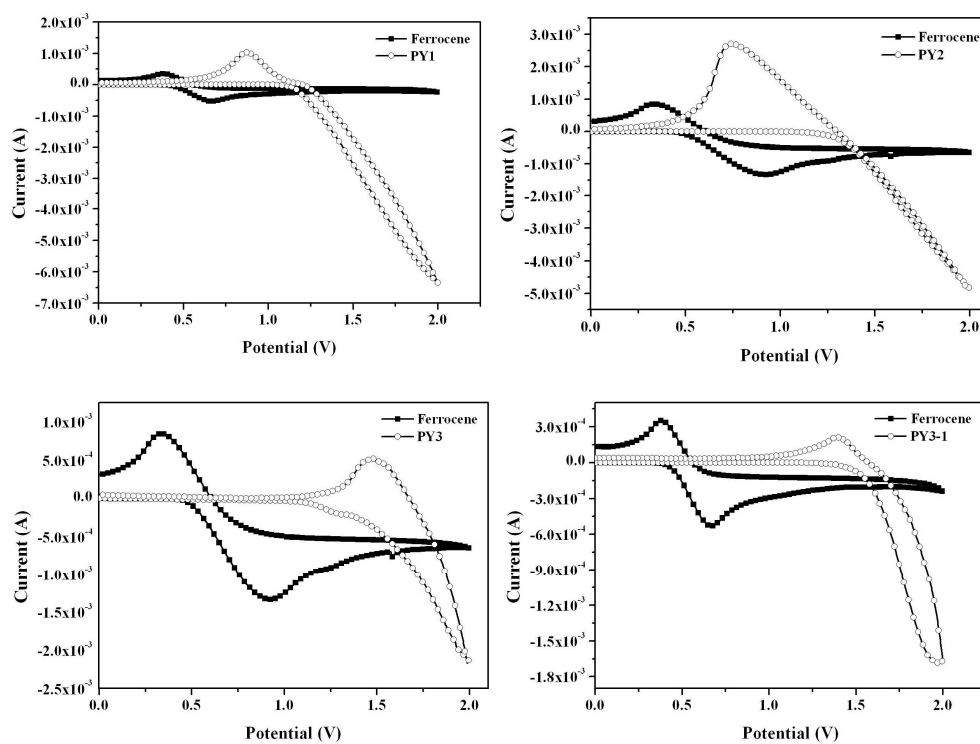 2.0x10⁻³
1.0x10⁻³
0.0
-1.0x10⁻³
-2.0x10⁻³
-3.0x10⁻³
-4.0x10⁻³
-5.0x10⁻³
-6.0x10⁻³
-7.0x10⁻³
Current (A)
Ferrocene
PY1
0.0 0.5 1.0 1.5 2.0
Potential (V)
3.0x10⁻³
2.0x10⁻³
1.0x10⁻³
0.0
-1.0x10⁻³
-2.0x10⁻³
-3.0x10⁻³
-4.0x10⁻³
-5.0x10⁻³
Current (A)
Ferrocene
PY2
0.0 0.5 1.0 1.5 2.0
Potential (V)
1.0x10⁻³
5.0x10⁻⁴
0.0
-5.0x10⁻⁴
-1.0x10⁻³
-1.5x10⁻³
-2.0x10⁻³
-2.5x10⁻³
Current (A)
Ferrocene
PY3
0.0 0.5 1.0 1.5 2.0
Potential (V)
3.0x10⁻⁴
0.0
-3.0x10⁻⁴
-6.0x10⁻⁴
-9.0x10⁻⁴
-1.2x10⁻³
-1.5x10⁻³
-1.8x10⁻³
Current (A)
Ferrocene
PY3-1
0.0 0.5 1.0 1.5 2.0
Potential (V)